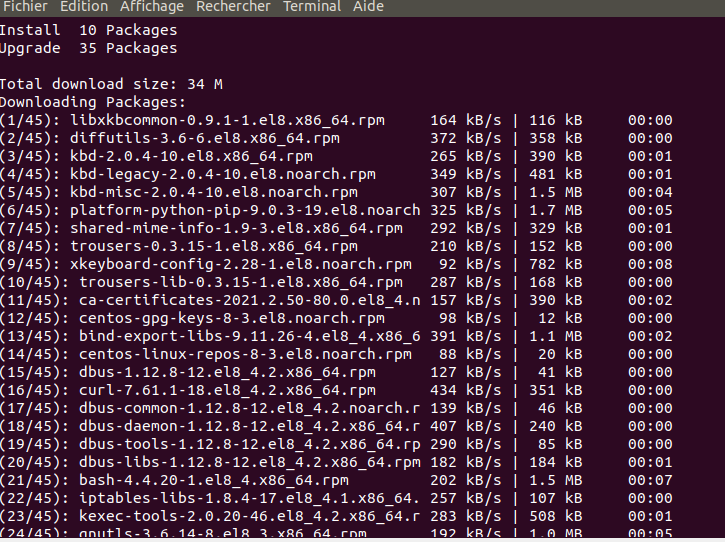 Fichier Edition Affichage Rechercher Terminal Aide
Install  10 Packages
Upgrade  35 Packages
Total download size: 34 M
Downloading Packages:
(1/45): libxkbcommon-0.9.1-1.el8.x86_64.rpm     164 kB/s | 116 kB     00:00
(2/45): diffutils-3.6-6.el8.x86_64.rpm          372 kB/s | 358 kB     00:00
(3/45): kbd-2.0.4-10.el8.x86_64.rpm             265 kB/s | 390 kB     00:01
(4/45): kbd-legacy-2.0.4-10.el8.noarch.rpm      349 kB/s | 481 kB     00:01
(5/45): kbd-misc-2.0.4-10.el8.noarch.rpm        307 kB/s | 1.5 MB     00:04
(6/45): platform-python-pip-9.0.3-19.el8.noarch 325 kB/s | 1.7 MB     00:05
(7/45): shared-mime-info-1.9-3.el8.x86_64.rpm   292 kB/s | 329 kB     00:01
(8/45): trousers-0.3.15-1.el8.x86_64.rpm        210 kB/s | 152 kB     00:00
(9/45): xkeyboard-config-2.28-1.el8.noarch.rpm   92 kB/s | 782 kB     00:08
(10/45): trousers-lib-0.3.15-1.el8.x86_64.rpm   287 kB/s | 168 kB     00:00
(11/45): ca-certificates-2021.2.50-80.0.el8_4.n 157 kB/s | 390 kB     00:02
(12/45): centos-gpg-keys-8-3.el8.noarch.rpm      98 kB/s |  12 kB     00:00
(13/45): bind-export-libs-9.11.26-4.el8_4.x86_6 391 kB/s | 1.1 MB     00:02
(14/45): centos-linux-repos-8-3.el8.noarch.rpm   88 kB/s |  20 kB     00:00
(15/45): dbus-1.12.8-12.el8_4.2.x86_64.rpm      127 kB/s |  41 kB     00:00
(16/45): curl-7.61.1-18.el8_4.2.x86_64.rpm      434 kB/s | 351 kB     00:00
(17/45): dbus-common-1.12.8-12.el8_4.2.noarch.r 139 kB/s |  46 kB     00:00
(18/45): dbus-daemon-1.12.8-12.el8_4.2.x86_64.r 407 kB/s | 240 kB     00:00
(19/45): dbus-tools-1.12.8-12.el8_4.2.x86_64.rp 290 kB/s |  85 kB     00:00
(20/45): dbus-libs-1.12.8-12.el8_4.2.x86_64.rpm 182 kB/s | 184 kB     00:01
(21/45): bash-4.4.20-1.el8_4.x86_64.rpm         202 kB/s | 1.5 MB     00:07
(22/45): iptables-libs-1.8.4-17.el8_4.1.x86_64. 257 kB/s | 107 kB     00:00
(23/45): kexec-tools-2.0.20-46.el8_4.2.x86_64.r 283 kB/s | 508 kB     00:01
(24/45): gnutls-3.6.14-8.el8_3.x86_64.rpm       192 kB/s | 1.0 MB     00:05